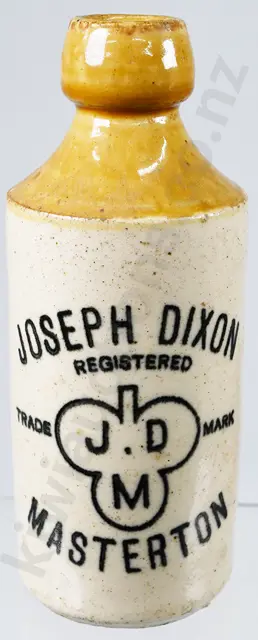 JOSEPH DIXON
REGISTERED
TRADE MARK
J.D
M
MASTERTON